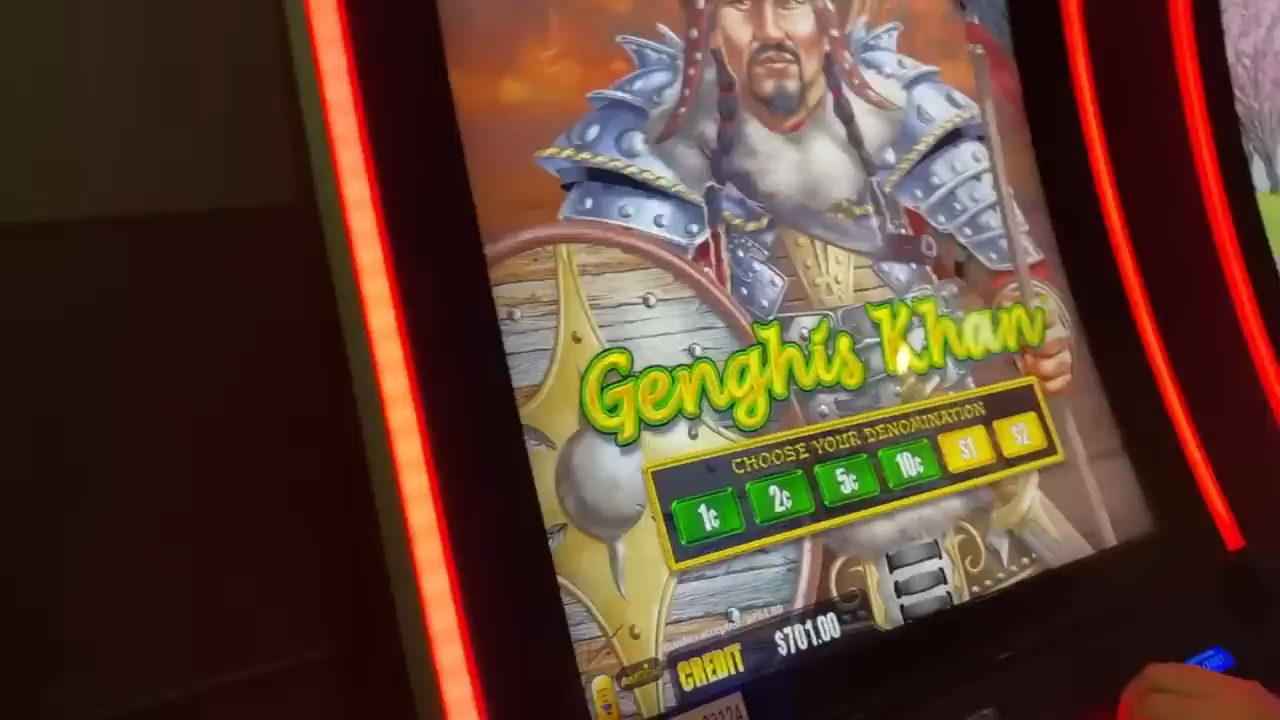 Genghis Khan
CHOOSE YOUR DENOMINATION
1¢ 2¢ 5¢ 10¢ $1 $2
CREDIT $701.00